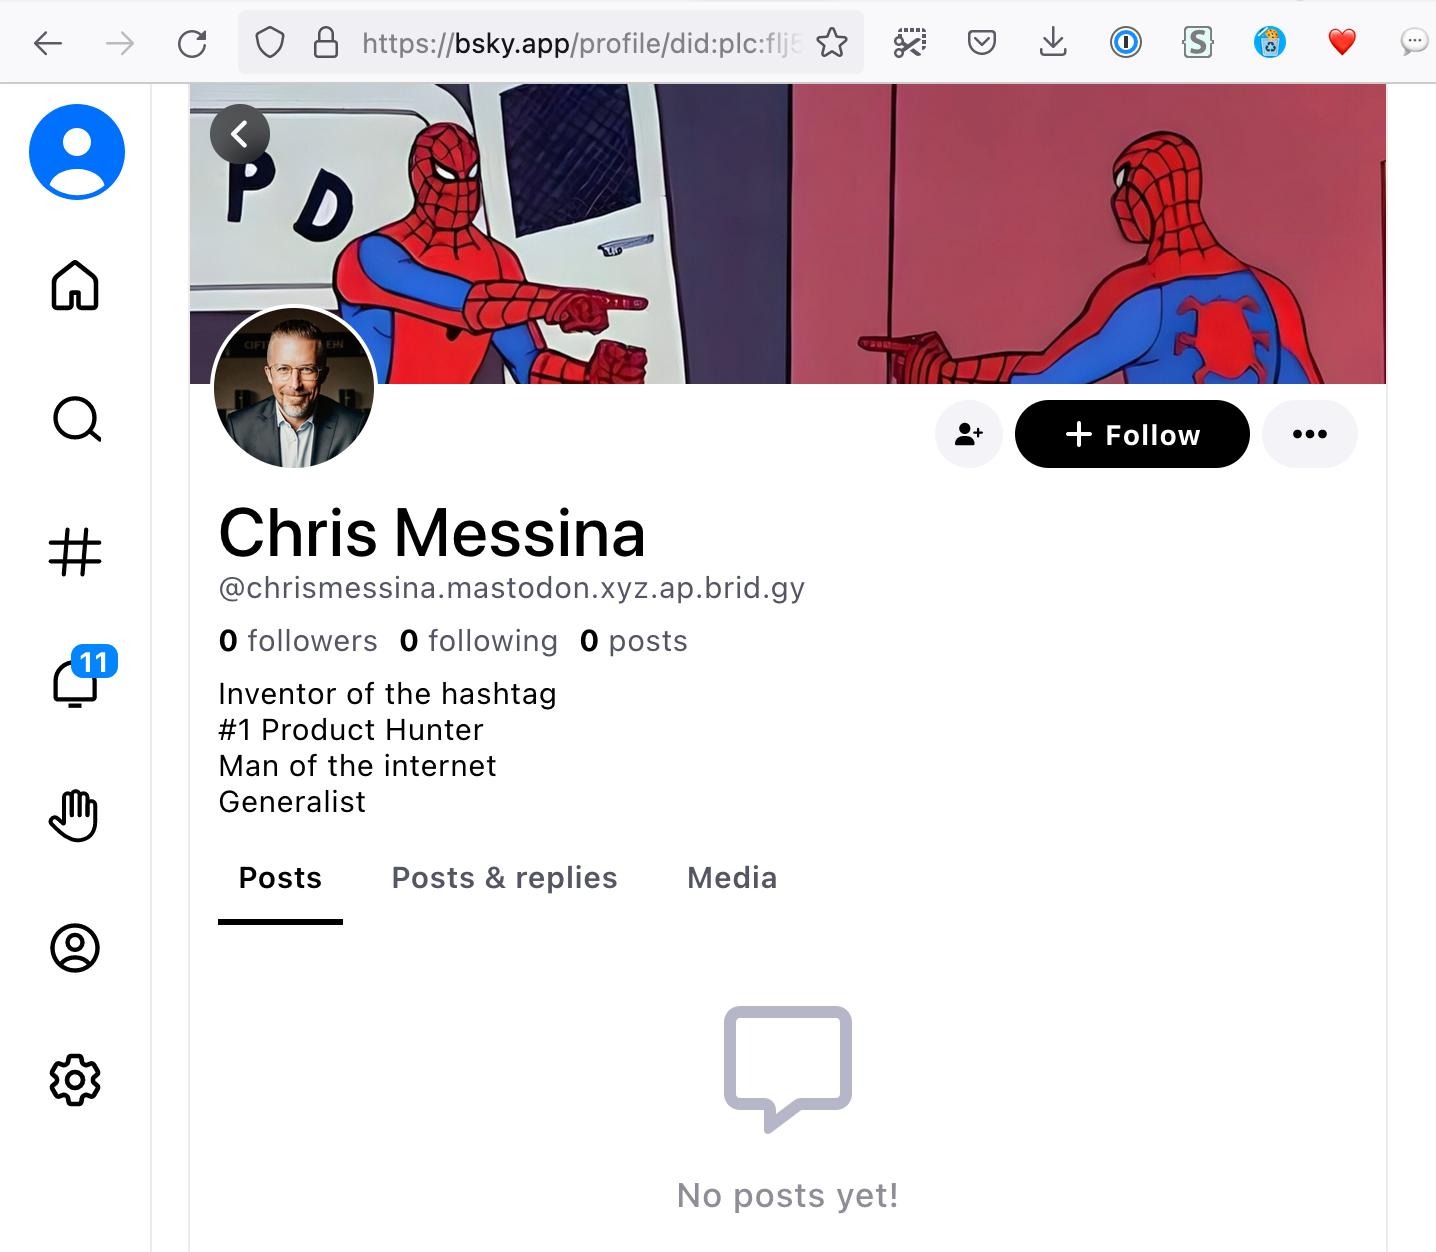 https://bsky.app/profile/did:plc:flj5
P D
+ Follow
Chris Messina
@chrismessina.mastodon.xyz.ap.brid.gy
0 followers 0 following 0 posts
11
Inventor of the hashtag
#1 Product Hunter
Man of the internet
Generalist
Posts Posts & replies Media
No posts yet!